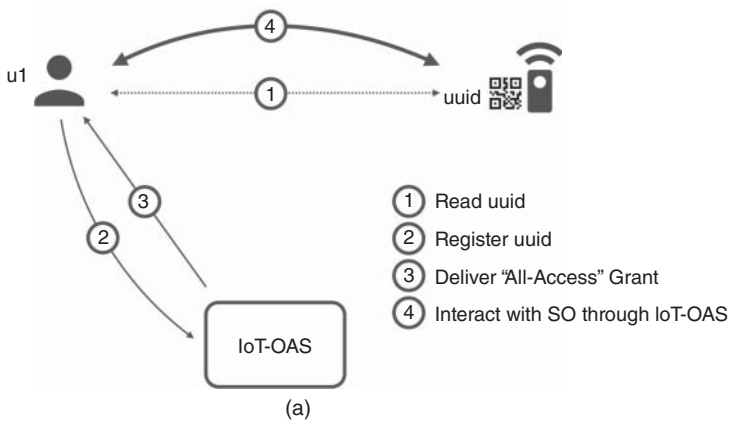 4
u1
1
uuid
3
2
1 Read uuid
2 Register uuid
3 Deliver “All-Access” Grant
4 Interact with SO through IoT-OAS
IoT-OAS
(a)